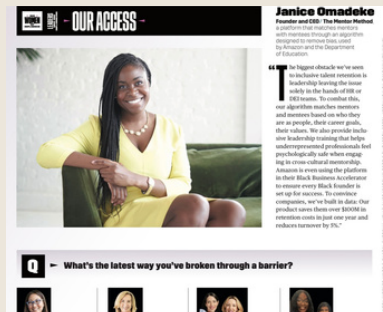 OUR ACCESS
Janice Omadeke
Founder and CEO / The Mentor Method
a platform that matches mentors
with mentees through an algorithm
designed to remove bias; used
by Amazon and the Department
of Education
“The biggest obstacle we've seen
to inclusive talent retention is
leadership leaving the issue
solely in the hands of HR or
DEI teams. To combat this,
our algorithm matches mentors
and mentees based on who they
are as people, their career goals,
their values. We also provide inclu-
sive leadership training that helps
underrepresented professionals feel
psychologically safe when engag-
ing in cross-cultural mentorship.
Amazon is even using the platform
in their Black Business Accelerator
to ensure every Black founder is
set up for success. To convince
companies, we've built in data: Our
product saves them over $100M in
retention costs in just one year and
reduces turnover by 5%.”
Q
What's the latest way you've broken through a barrier?